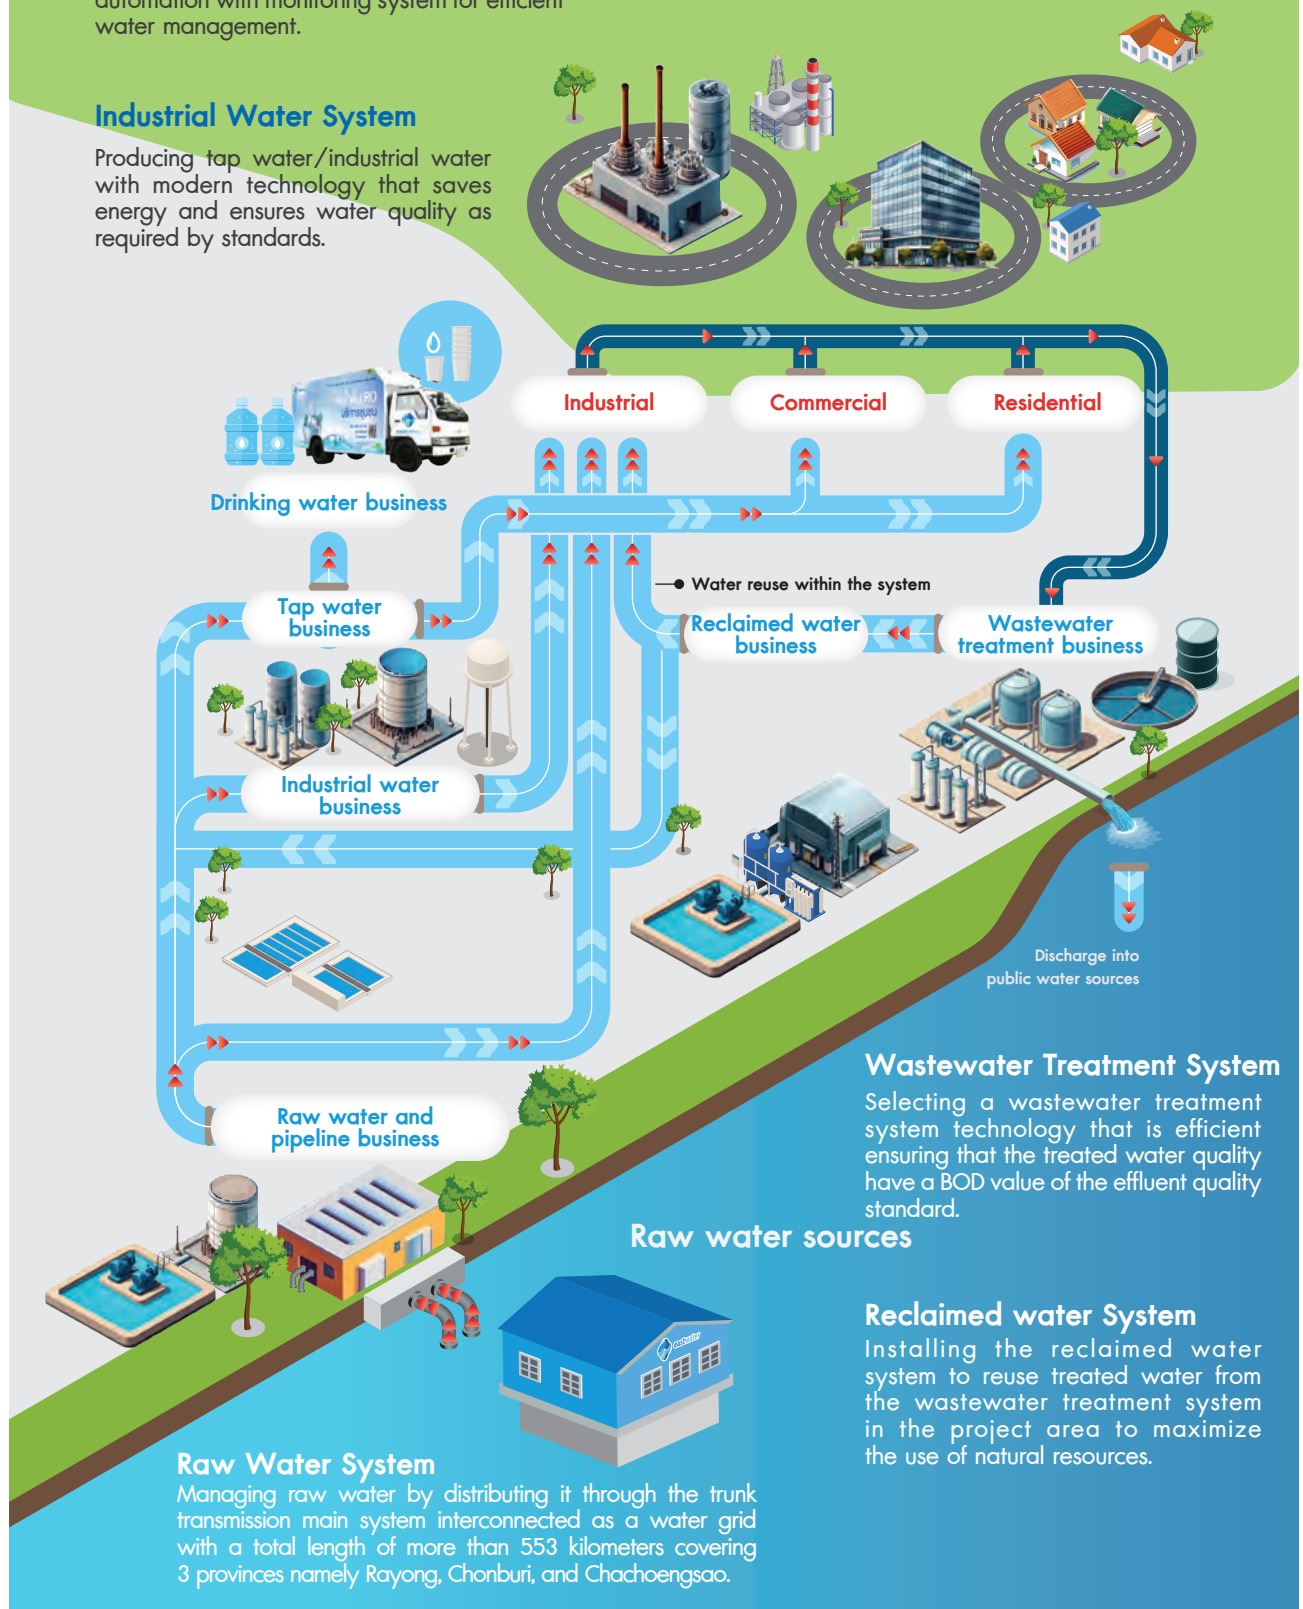 automation with monitoring system for efficient
water management.
Industrial Water System
Producing tap water/industrial water
with modern technology that saves
energy and ensures water quality as
required by standards.
Industrial
Commercial
Residential
Drinking water business
Water reuse within the system
Tap water
business
Reclaimed water
business
Wastewater
treatment business
Industrial water
business
Discharge into
public water sources
Raw water and
pipeline business
Wastewater Treatment System
Selecting a wastewater treatment
system technology that is efficient
ensuring that the treated water quality
have a BOD value of the effluent quality
standard.
Raw water sources
eastwater
Reclaimed water System
Installing the reclaimed water
system to reuse treated water from
the wastewater treatment system
in the project area to maximize
the use of natural resources.
Raw Water System
Managing raw water by distributing it through the trunk
transmission main system interconnected as a water grid
with a total length of more than 553 kilometers covering
3 provinces namely Rayong, Chonburi, and Chachoengsao.